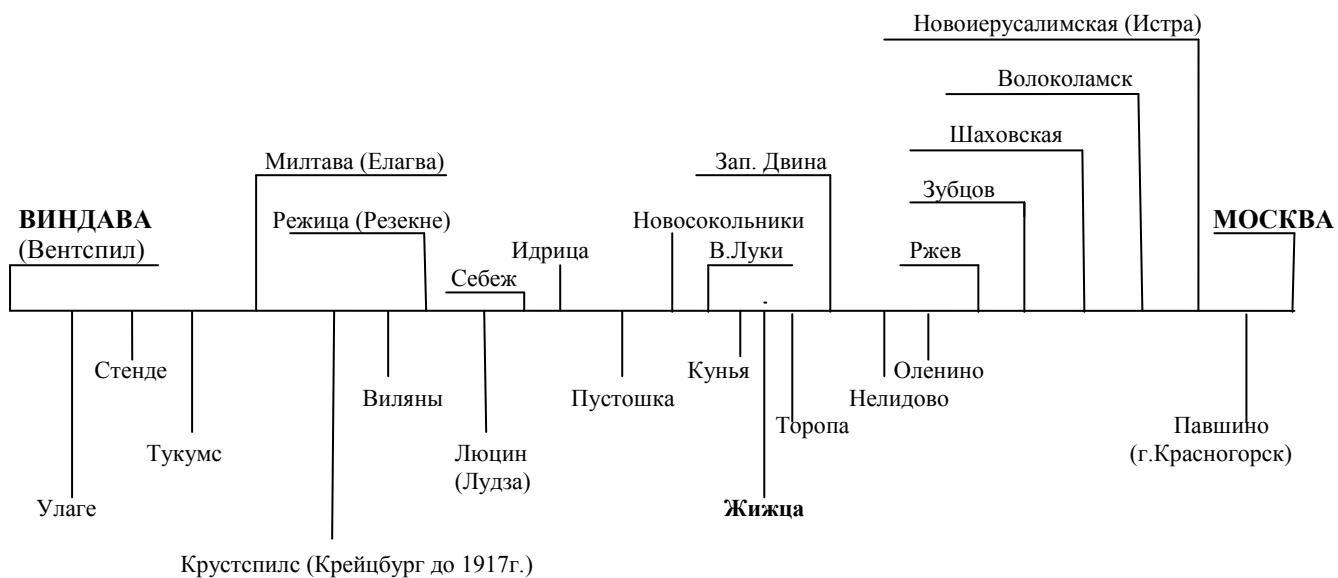 Новоиерусалимская (Истра)
Волоколамск
Шаховская
Милтава (Елагва)
Зап. Двина
Зубцов
ВИНДАВА
(Вентспил)
Режица (Резекне)
Новосокольники
МОСКВА
Идрица
В.Луки
Ржев
Себеж
Стенде
Кунья
Оленино
Виляны
Пустошка
Нелидово
Тукумс
Люцин
(Лудза)
Торопа
Павшино
(г.Красногорск)
Улаге
Жижца
Крустспилс (Крейцбург до 1917г.)